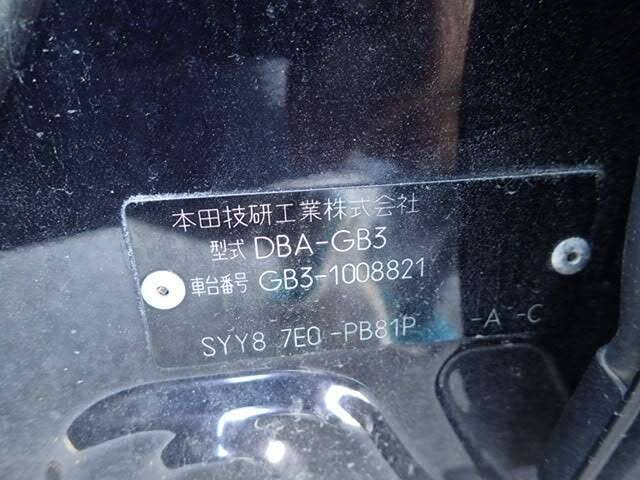 本田技研工業株式会社
型式 DBA-GB3
車台番号 GB3-1008821
SYY8 7E0 -PB81P -A -C